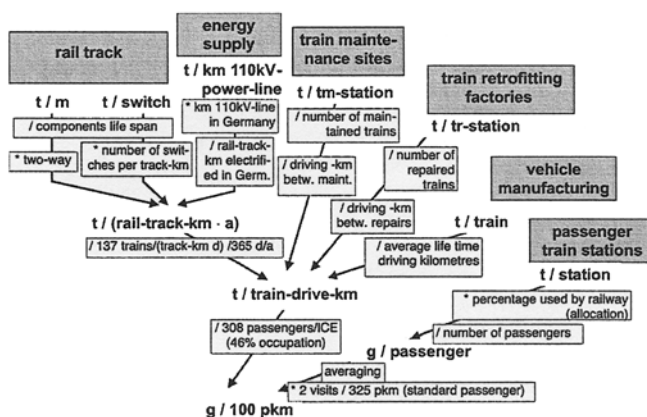 rail track
energy
supply
train mainte-
nance sites
train retrofitting
factories
vehicle
manufacturing
passenger
train stations
t / m
t / switch
t / km 110kV-
power-line
t / tm-station
t / tr-station
t / train
t / station
/ components life span
* two-way
* number of swit-
ches per track-km
* km 110kV-line
in Germany
/ rail-track-
km electrifi-
ed in Germ.
/ number of main-
tained trains
/ driving -km
betw. maint.
/ number of
repaired
trains
/ driving -km
betw. repairs
/ average life time
driving kilometres
* percentage used by railway
(allocation)
/ number of passengers
t / (rail-track-km · a)
/ 137 trains/(track-km d) /365 d/a
t / train-drive-km
/ 308 passengers/ICE
(46% occupation)
g / passenger
averaging
* 2 visits / 325 pkm (standard passenger)
g / 100 pkm